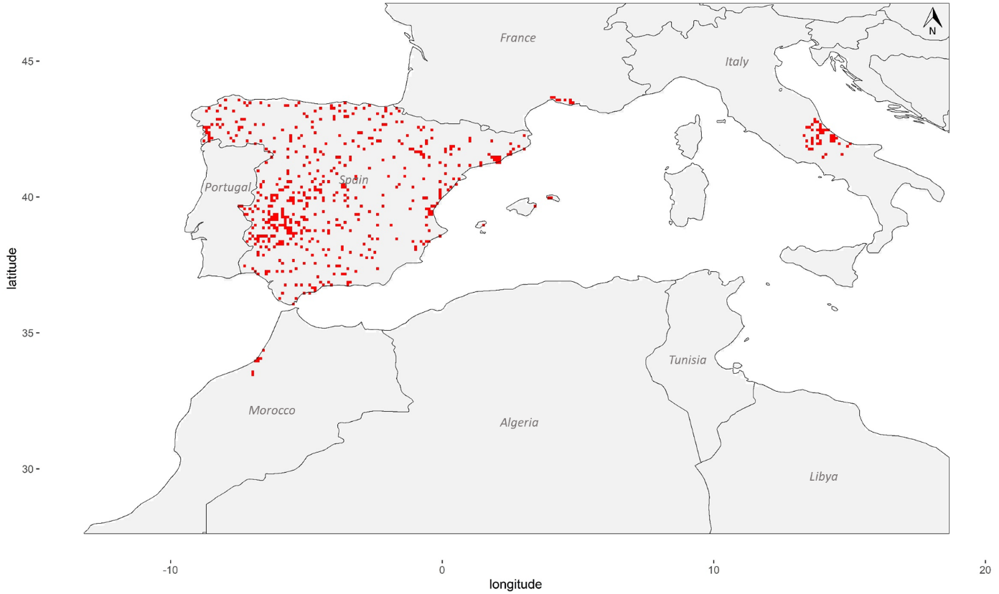 N
France
45
Italy
Spain
Portugal
40
latitude
35
Tunisia
Morocco
Algeria
30
Libya
-10
0
10
20
longitude